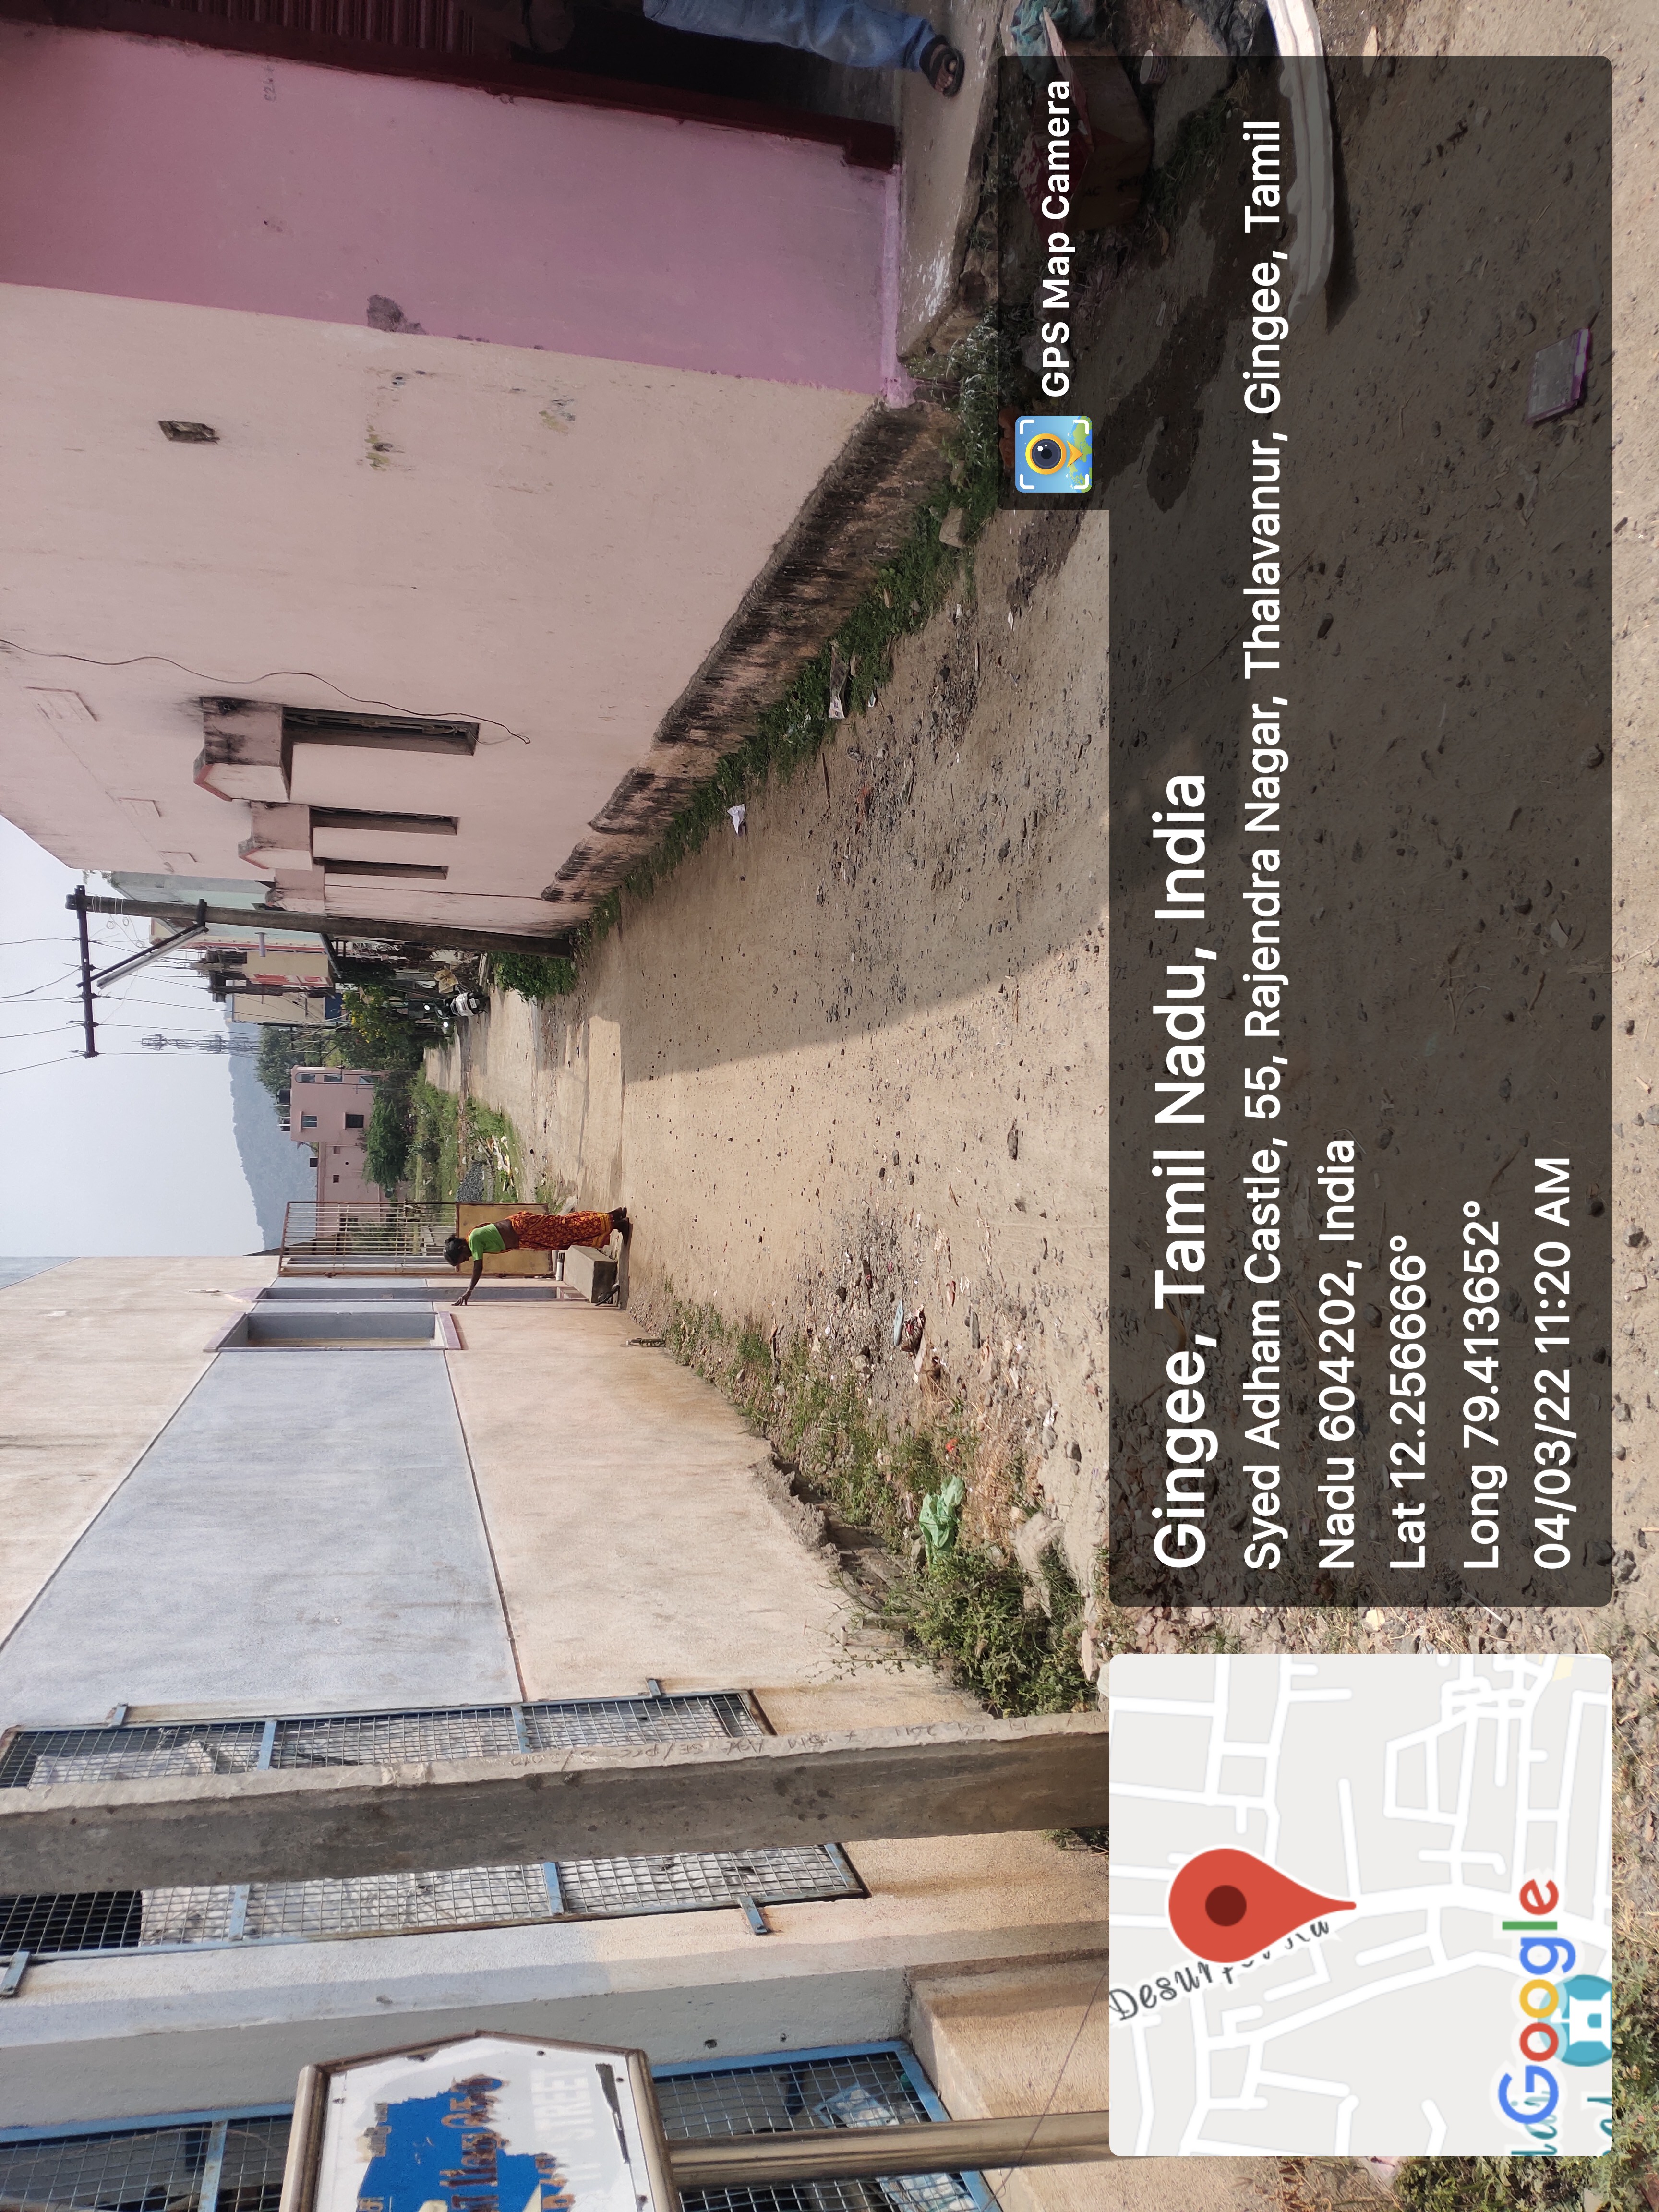 GPS Map Camera
Gingee, Tamil Nadu, India
Syed Adham Castle, 55, Rajendra Nagar, Thalavanur, Gingee, Tamil
Nadu 604202, India
Lat 12.256666°
Long 79.413652°
04/03/22 11:20 AM
Google
STREET